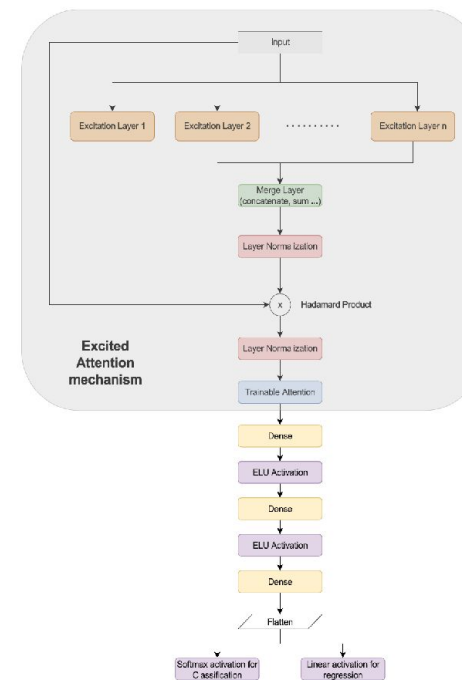 Input
Excitation Layer 1
Excitation Layer 2
..........
Excitation Layer n
Merge Layer
(concatenate, sum ...)
Layer Normalization
x
Hadamard Product
Layer Normalization
Excited
Attention
mechanism
Trainable Attention
Dense
ELU Activation
Dense
ELU Activation
Dense
Flatten
Softmax activation for
C assification
Linear activation for
regression